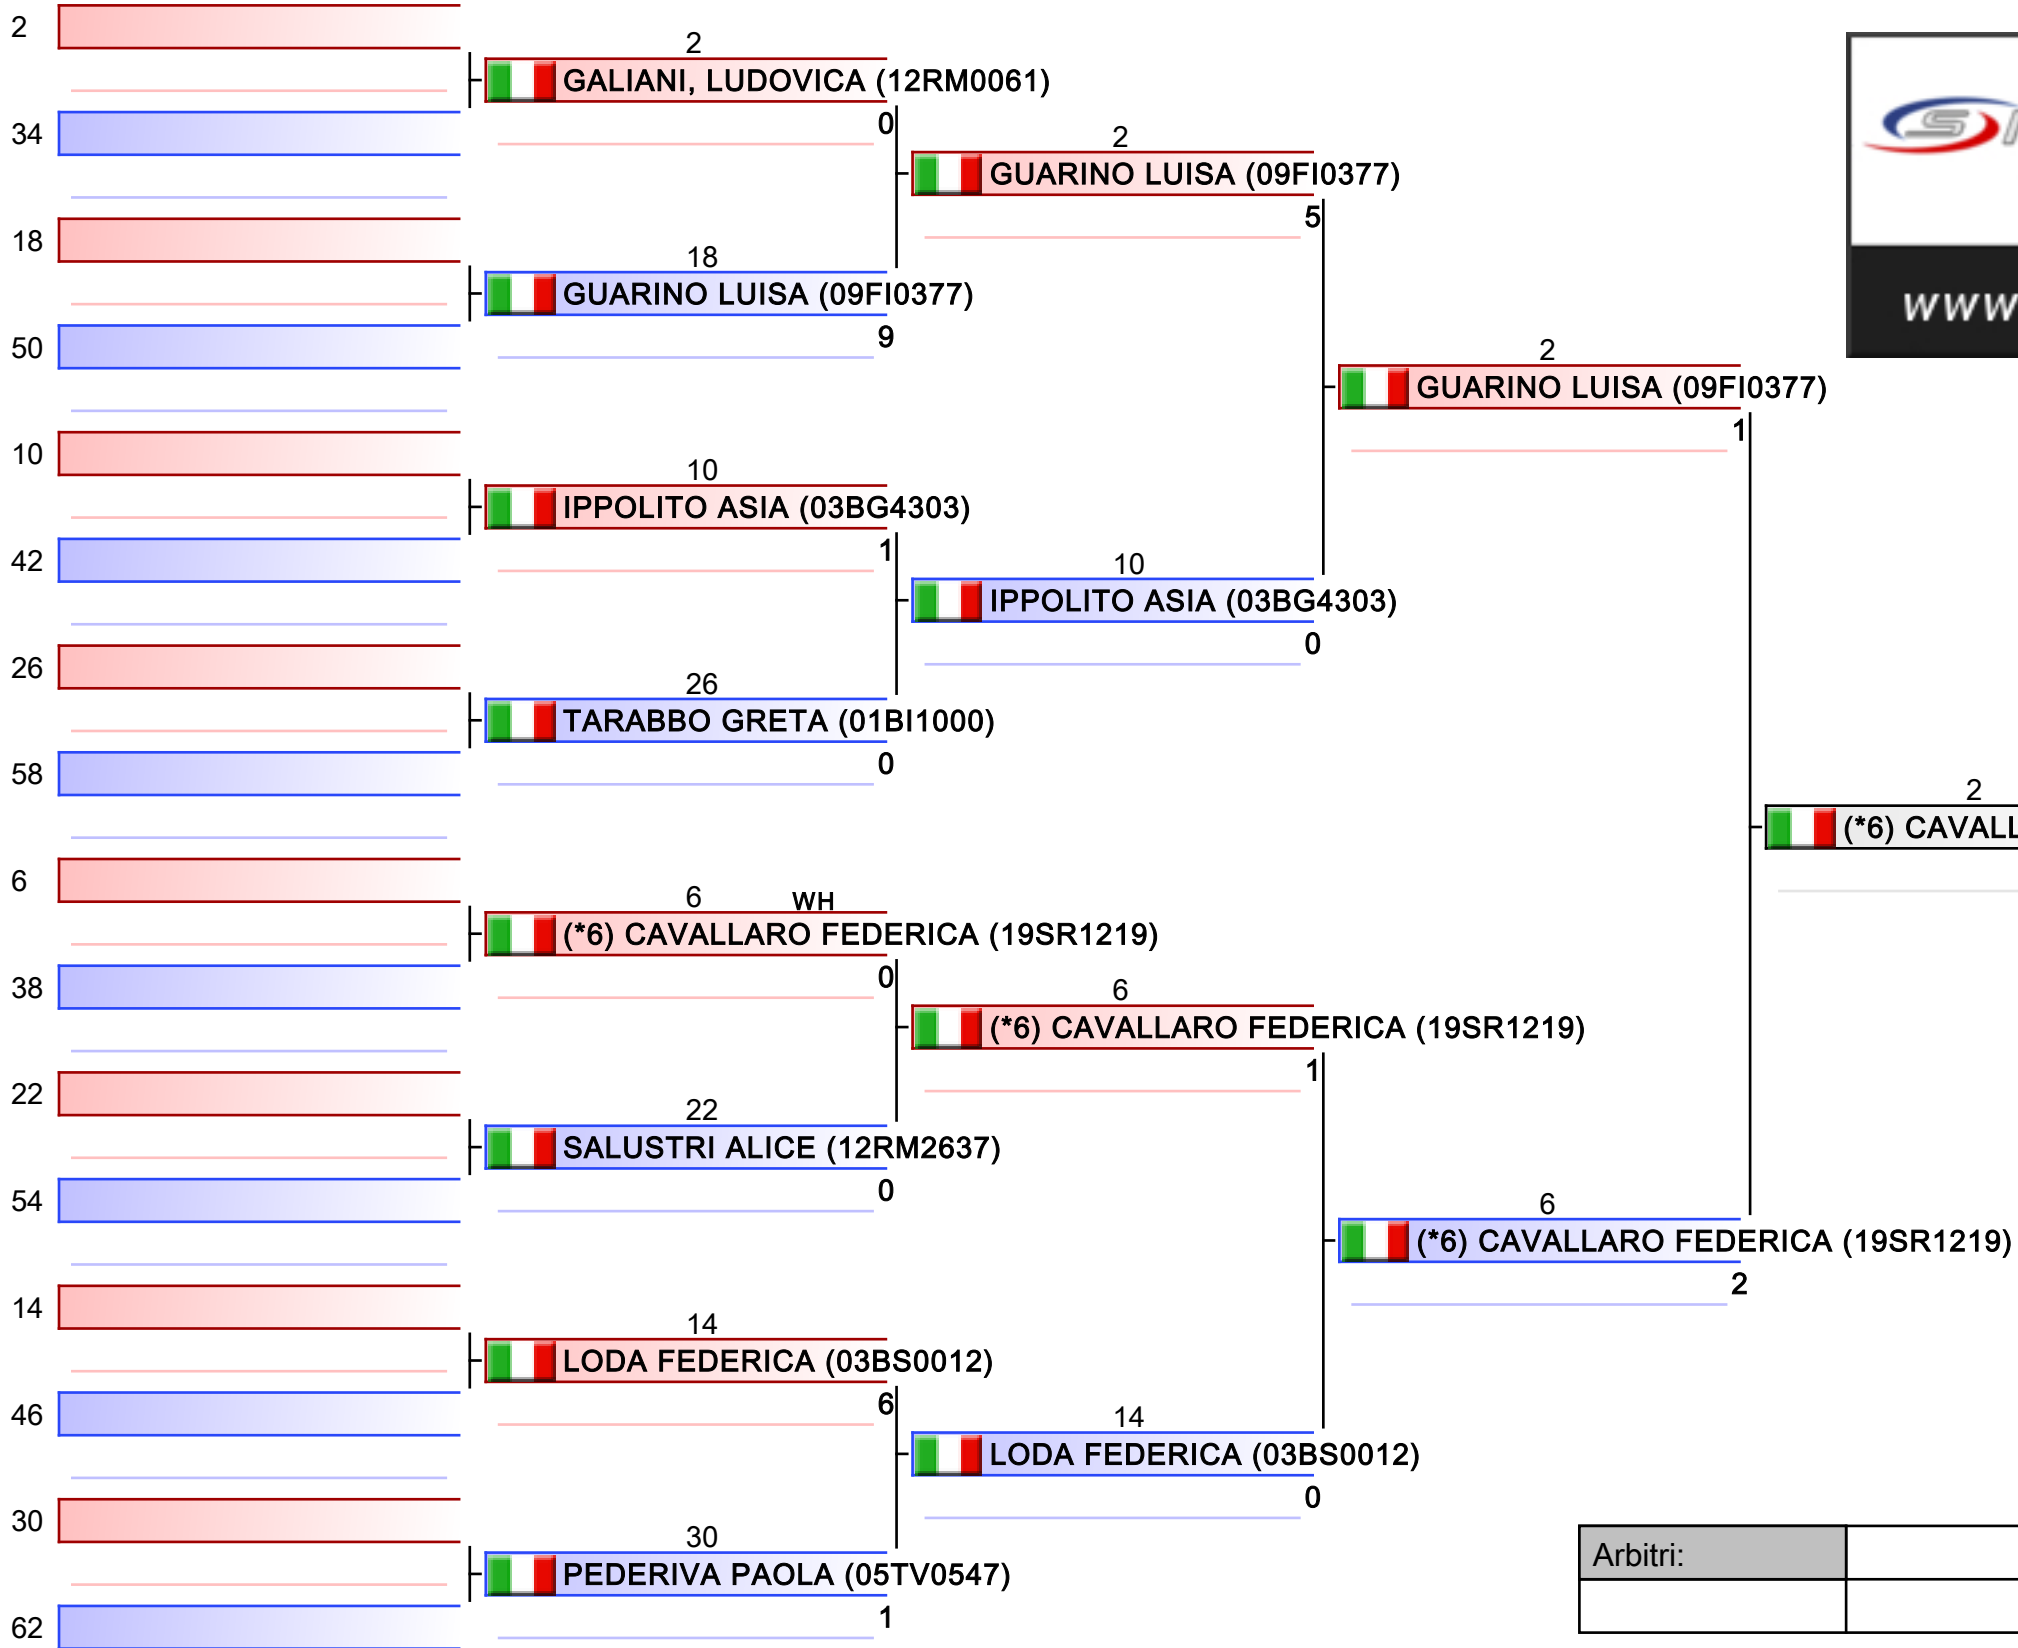 2
34
18
50
10
42
26
58
6
38
22
54
14
46
30
62
2
GALIANI, LUDOVICA (12RM0061)
0
18
GUARINO LUISA (09FI0377)
9
10
IPPOLITO ASIA (03BG4303)
1
26
TARABBO GRETA (01BI1000)
0
6 WH
(*6) CAVALLARO FEDERICA (19SR1219)
0
22
SALUSTRI ALICE (12RM2637)
0
14
LODA FEDERICA (03BS0012)
6
30
PEDERIVA PAOLA (05TV0547)
1
2
GUARINO LUISA (09FI0377)
5
10
IPPOLITO ASIA (03BG4303)
0
6
(*6) CAVALLARO FEDERICA (19SR1219)
1
14
LODA FEDERICA (03BS0012)
0
2
GUARINO LUISA (09FI0377)
1
6
(*6) CAVALLARO FEDERICA (19SR1219)
2
2
(*6) CAVALL
www
Arbitri: